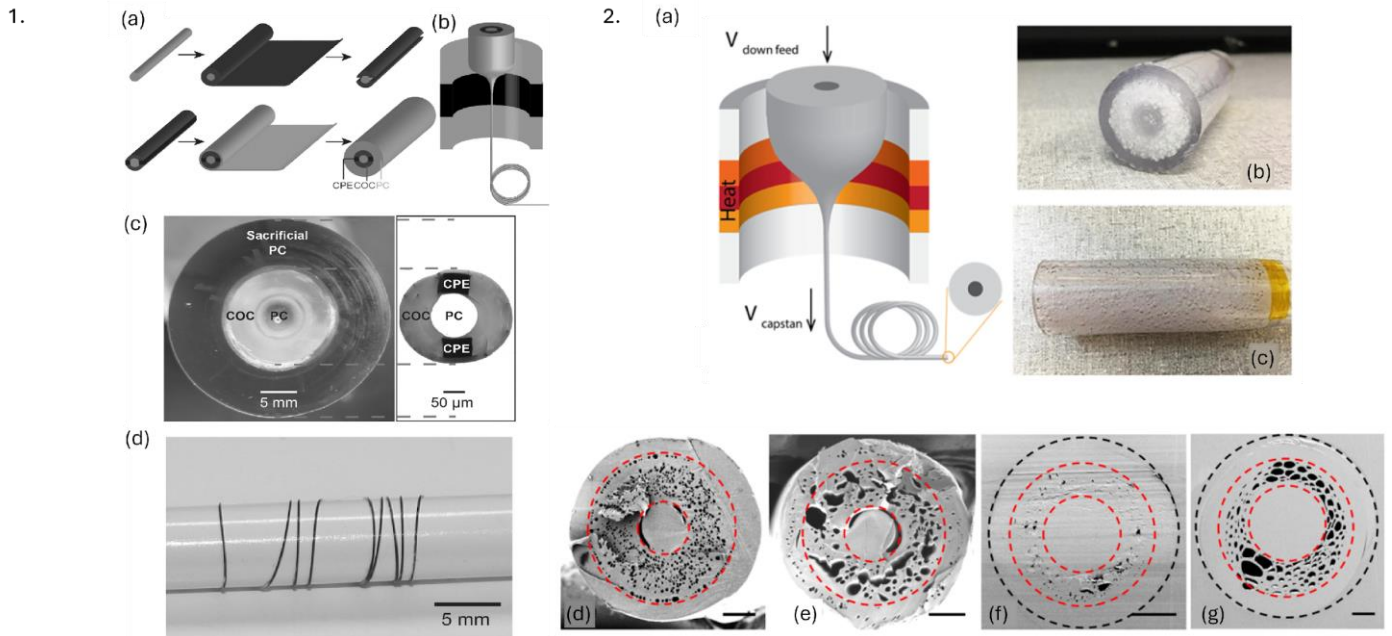 1.
(a)
(b)
CPE COC PC
(c)
Sacrificial
PC
COC
PC
5 mm
CPE
COC
PC
CPE
50 µm
(d)
5 mm
2.
(a)
V down feed
Heat
V capstan
(b)
(c)
(d)
(e)
(f)
(g)